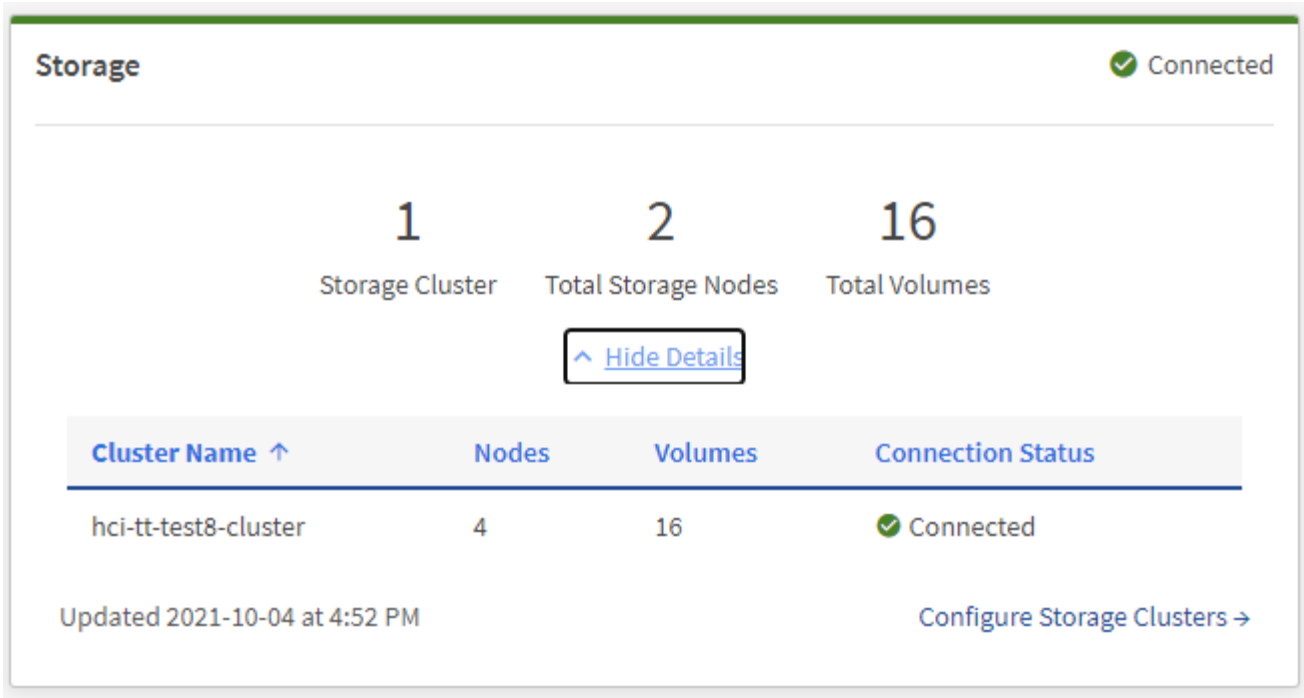 Storage
Connected
1 2 16
Storage Cluster Total Storage Nodes Total Volumes
Hide Details
Cluster Name ↑ Nodes Volumes Connection Status
hci-tt-test8-cluster 4 16 Connected
Updated 2021-10-04 at 4:52 PM Configure Storage Clusters →